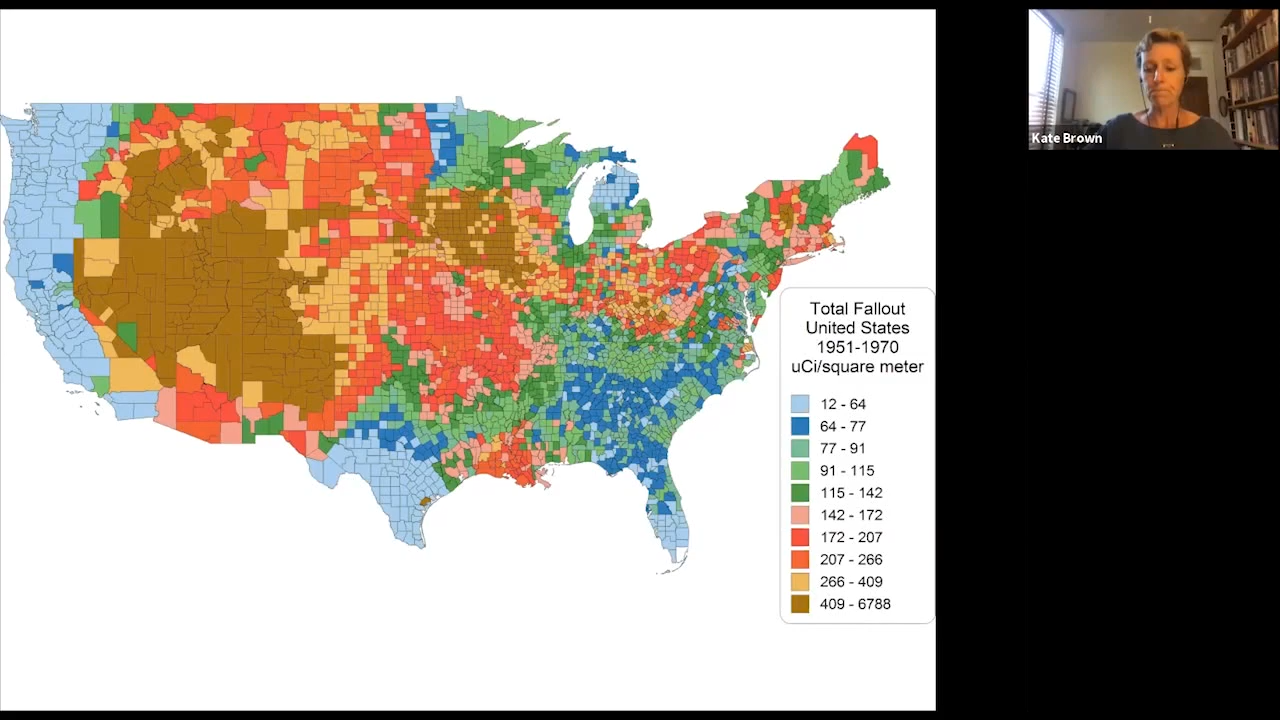 Kate Brown
Total Fallout
United States
1951-1970
uCi/square meter
12 - 64
64 - 77
77 - 91
91 - 115
115 - 142
142 - 172
172 - 207
207 - 266
266 - 409
409 - 6788